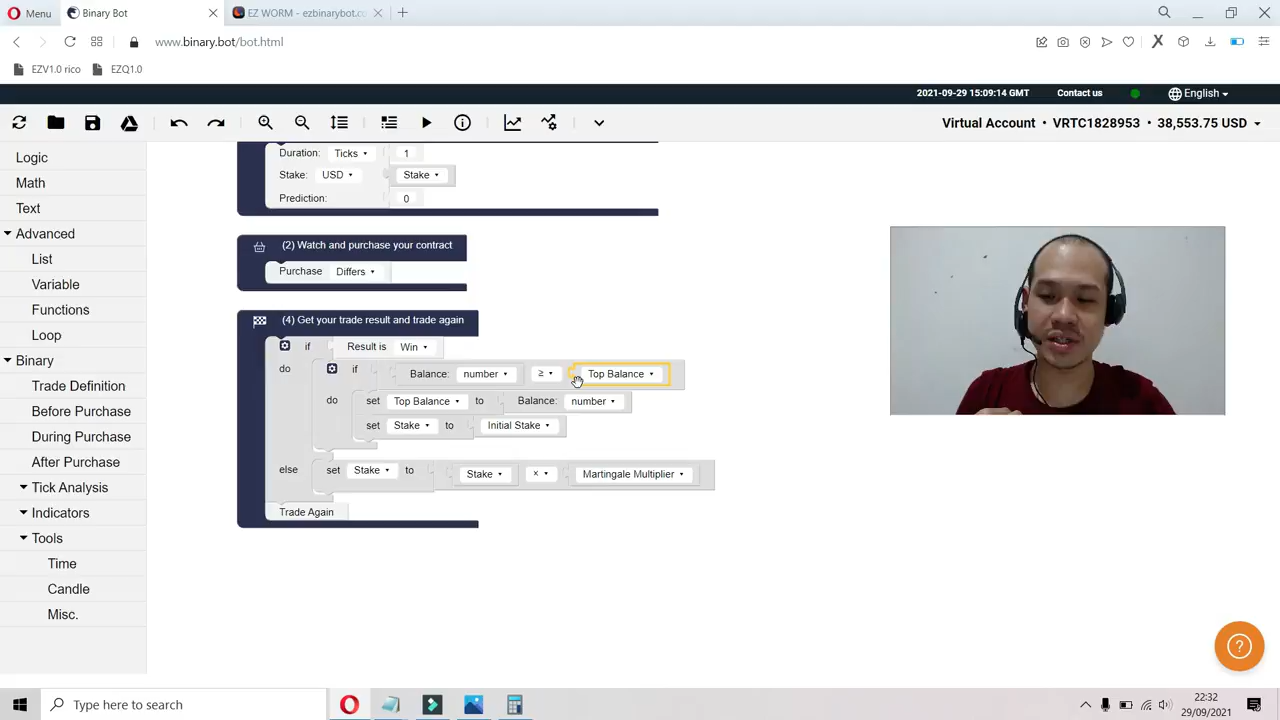 Menu
Binary Bot
EZ WORM - ezbinarybot.co
www.binary.bot/bot.html
EZV1.0 rico
EZQ1.0
2021-09-29 15:09:14 GMT
Contact us
English
Virtual Account • VRTC1828953 • 38,553.75 USD
Logic
Math
Text
Advanced
List
Variable
Functions
Loop
Binary
Trade Definition
Before Purchase
During Purchase
After Purchase
Tick Analysis
Indicators
Tools
Time
Candle
Misc.
Duration: Ticks 1
Stake: USD Stake
Prediction: 0
(2) Watch and purchase your contract
Purchase Differs
(4) Get your trade result and trade again
if Result is Win
do if Balance: number ≥ Top Balance
do set Top Balance to Balance: number
set Stake to Initial Stake
else set Stake to Stake × Martingale Multiplier
Trade Again
?
Type here to search
22:32
29/09/2021